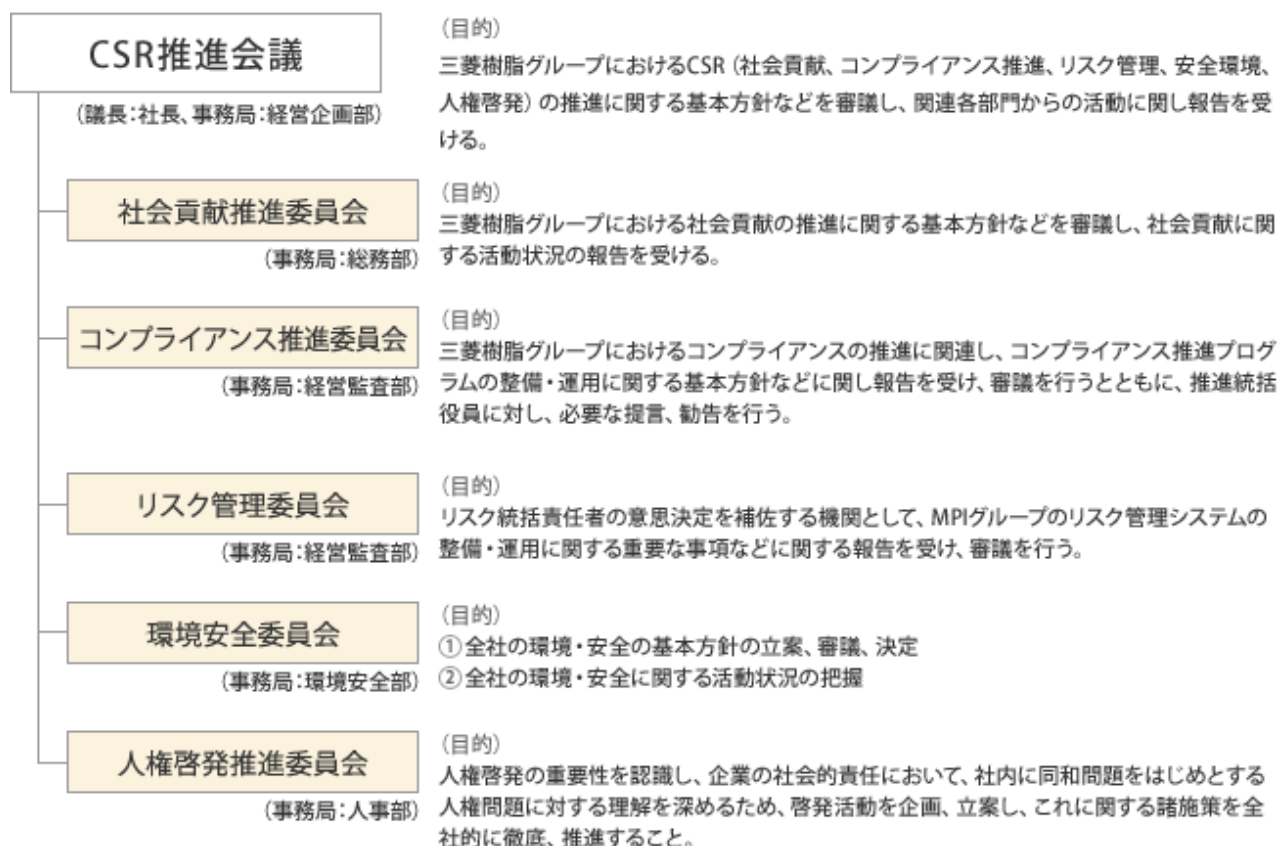 CSR推進会議
(議長：社長、事務局：経営企画部)
(目的)
三菱樹脂グループにおけるCSR（社会貢献、コンプライアンス推進、リスク管理、安全環境、
人権啓発）の推進に関する基本方針などを審議し、関連各部門からの活動に関し報告を受
ける。
社会貢献推進委員会
(事務局：総務部)
(目的)
三菱樹脂グループにおける社会貢献の推進に関する基本方針などを審議し、社会貢献に関
する活動状況の報告を受ける。
コンプライアンス推進委員会
(事務局：経営監査部)
(目的)
三菱樹脂グループにおけるコンプライアンスの推進に関連し、コンプライアンス推進プログ
ラムの整備・運用に関する基本方針などに関し報告を受け、審議を行うとともに、推進統括
役員に対し、必要な提言、勧告を行う。
リスク管理委員会
(事務局：経営監査部)
(目的)
リスク統括責任者の意思決定を補佐する機関として、MPIグループのリスク管理システムの
整備・運用に関する重要な事項などに関する報告を受け、審議を行う。
環境安全委員会
(事務局：環境安全部)
(目的)
①全社の環境・安全の基本方針の立案、審議、決定
②全社の環境・安全に関する活動状況の把握
人権啓発推進委員会
(事務局：人事部)
(目的)
人権啓発の重要性を認識し、企業の社会的責任において、社内に同和問題をはじめとする
人権問題に対する理解を深めるため、啓発活動を企画、立案し、これに関する諸施策を全
社的に徹底、推進すること。